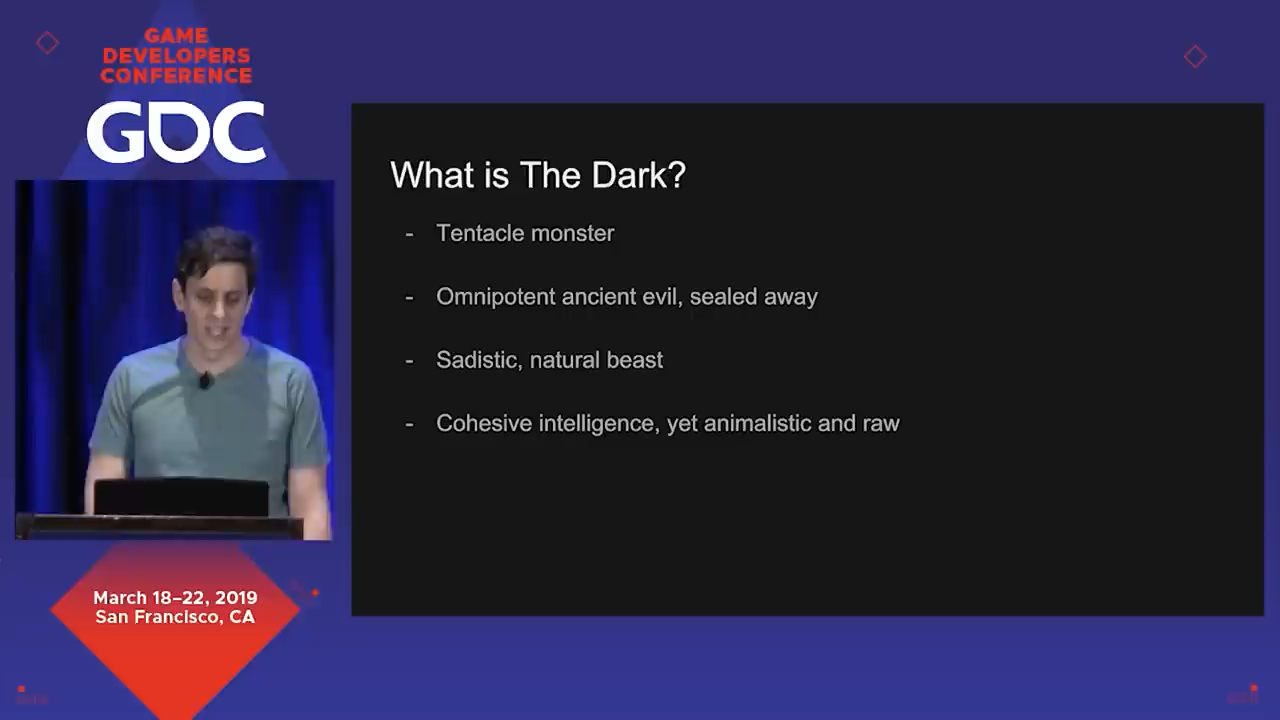 GAME
DEVELOPERS
CONFERENCE
GDC
What is The Dark?
- Tentacle monster
- Omnipotent ancient evil, sealed away
- Sadistic, natural beast
- Cohesive intelligence, yet animalistic and raw
March 18–22, 2019
San Francisco, CA